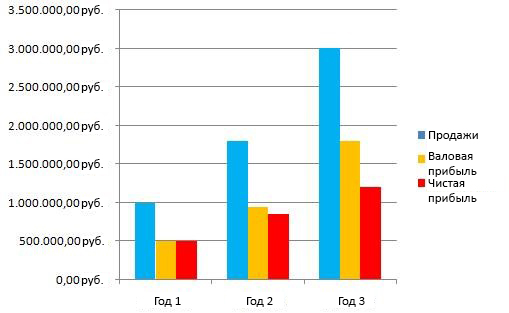 3.500.000,00 руб.
3.000.000,00 руб.
2.500.000,00 руб.
2.000.000,00 руб.
1.500.000,00 руб.
1.000.000,00 руб.
500.000,00 руб.
0,00 руб.
Год 1
Год 2
Год 3
Продажи
Валовая
прибыль
Чистая
прибыль